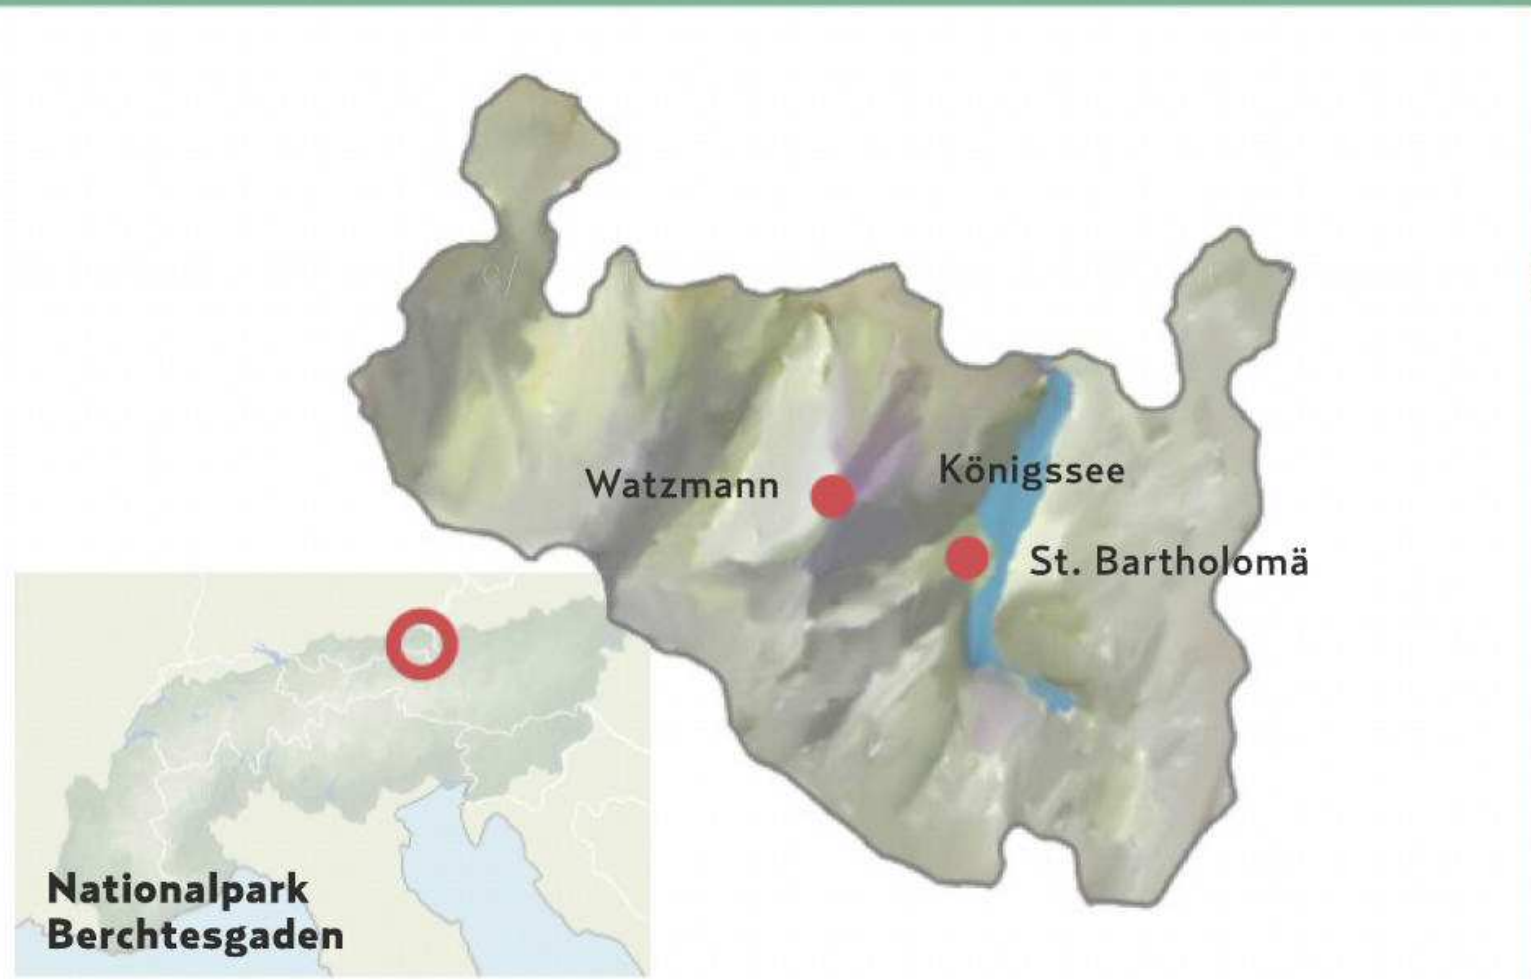 Watzmann
Königssee
St. Bartholomä
Nationalpark
Berchtesgaden